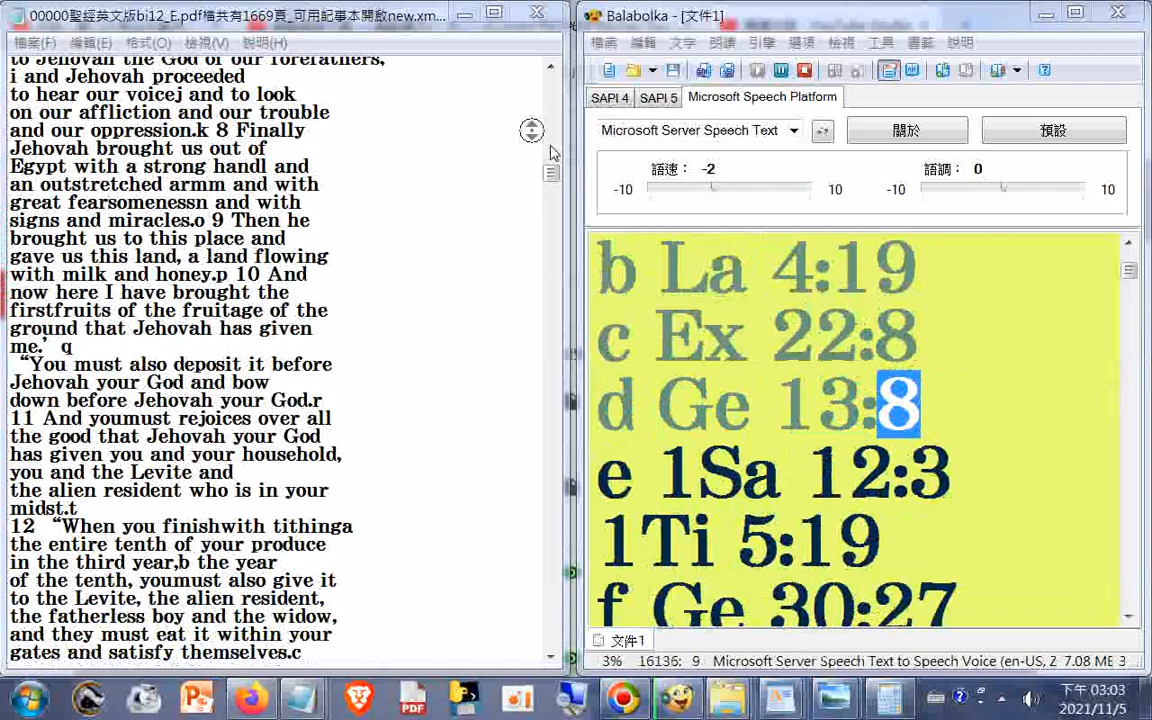 00000聖經英文版bi12_E.pdf檔共有1669頁_可用記事本開啟new.xm...
檔案(F) 編輯(E) 格式(O) 檢視(V) 說明(H)
to Jehovah the God of our forefathers,
i and Jehovah proceeded
to hear our voicej and to look
on our affliction and our trouble
and our oppression.k 8 Finally
Jehovah brought us out of
Egypt with a strong handl and
an outstretched armm and with
great fearsomenessn and with
signs and miracles.o 9 Then he
brought us to this place and
gave us this land, a land flowing
with milk and honey.p 10 And
now here I have brought the
firstfruits of the fruitage of the
ground that Jehovah has given
me.’ q
“You must also deposit it before
Jehovah your God and bow
down before Jehovah your God.r
11 And youmust rejoices over all
the good that Jehovah your God
has given you and your household,
you and the Levite and
the alien resident who is in your
midst.t
12 “When you finishwith tithinga
the entire tenth of your produce
in the third year,b the year
of the tenth, youmust also give it
to the Levite, the alien resident,
the fatherless boy and the widow,
and they must eat it within your
gates and satisfy themselves.c
Balabolka - [文件1]
檔案 編輯 文字 朗讀 引擎 選項 檢視 工具 書籤 說明
SAPI 4 SAPI 5 Microsoft Speech Platform
Microsoft Server Speech Text 關於 預設
語速： -2 語調： 0
-10 10 -10 10
b La 4:19
c Ex 22:8
d Ge 13:8
e 1Sa 12:3
1Ti 5:19
f Ge 30:27
文件1
3% 16136: 9 Microsoft Server Speech Text to Speech Voice (en-US, Z 7.08 MB 3
PDF
下午 03:03
2021/11/5